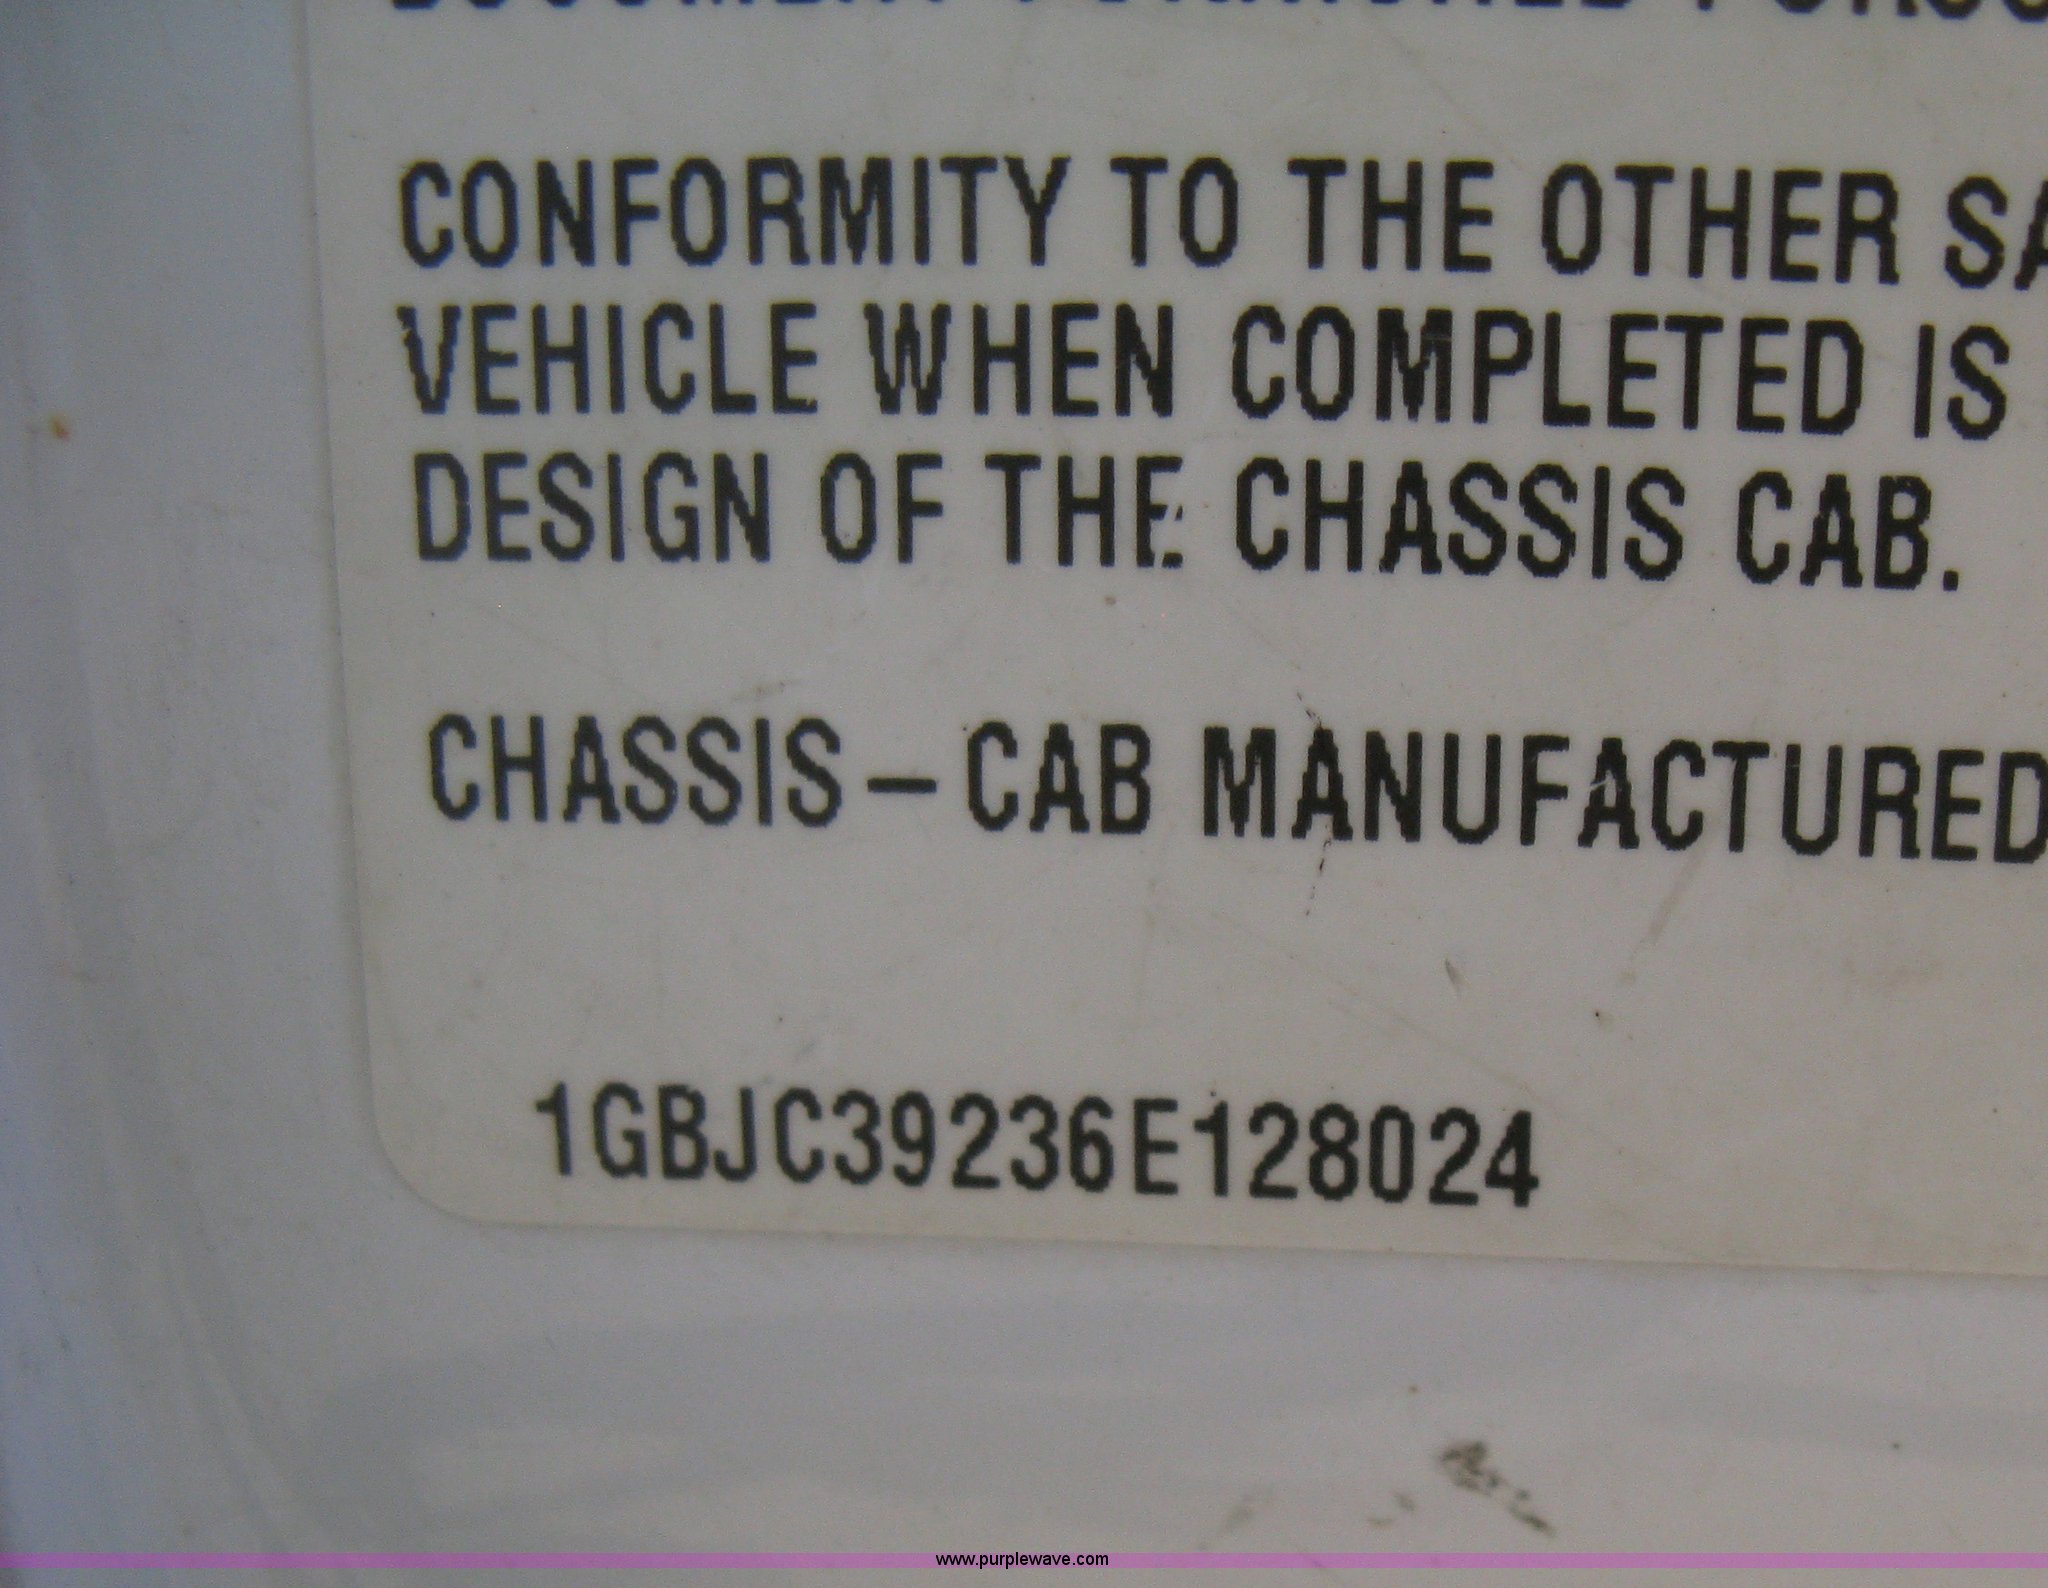 CONFORMITY TO THE OTHER SA
VEHICLE WHEN COMPLETED IS
DESIGN OF THE CHASSIS CAB.
CHASSIS – CAB MANUFACTURED
1GBJC39236E128024
www.purplewave.com